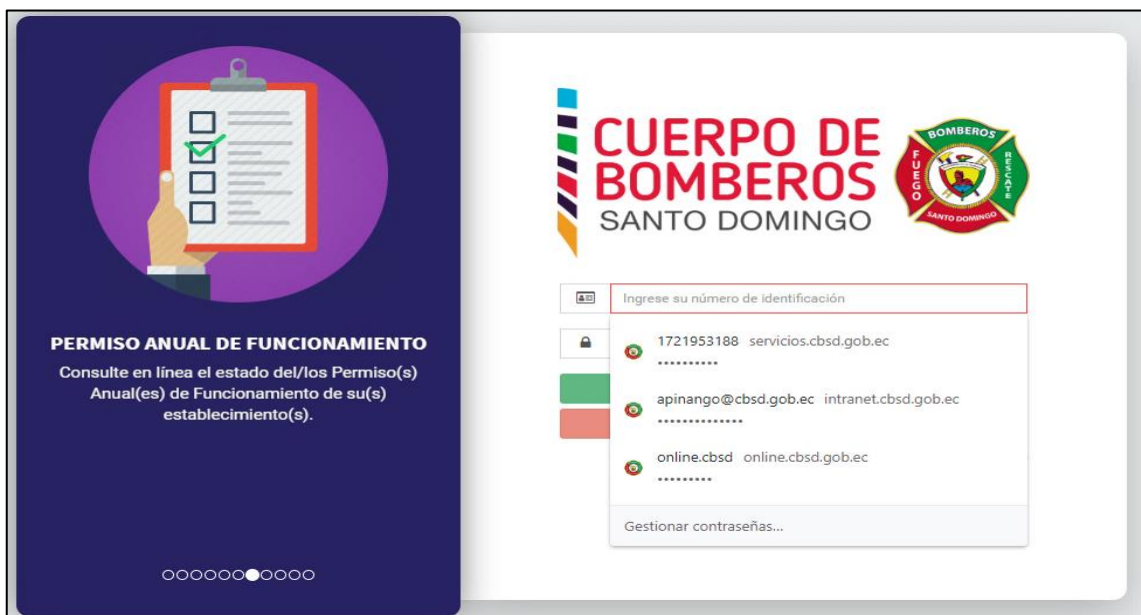 PERMISO ANUAL DE FUNCIONAMIENTO
Consulte en línea el estado del/los Permiso(s)
Anual(es) de Funcionamiento de su(s)
establecimiento(s).
CUERPO DE
BOMBEROS
SANTO DOMINGO
BOMBEROS
FUEGO
RESCATE
SANTO DOMINGO
Ingrese su número de identificación
1721953188 servicios.cbsd.gob.ec
••••••••••
apinango@cbsd.gob.ec intranet.cbsd.gob.ec
••••••••••••••
online.cbsd online.cbsd.gob.ec
•••••••••
Gestionar contraseñas...